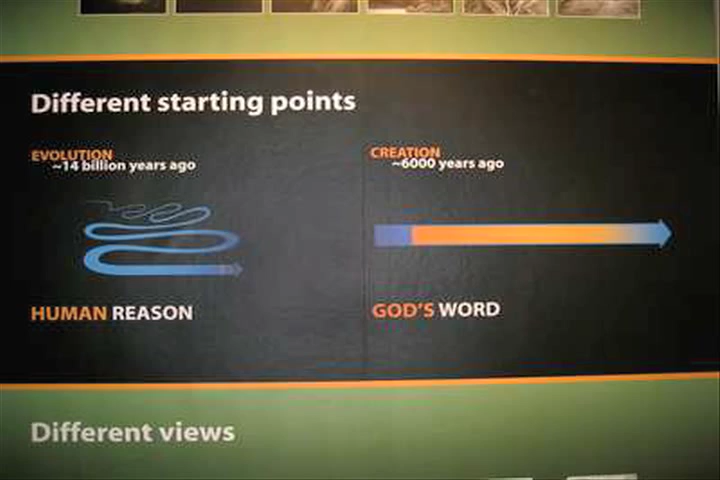 Different starting points
EVOLUTION
~14 billion years ago
CREATION
~6000 years ago
HUMAN REASON
GOD'S WORD
Different views